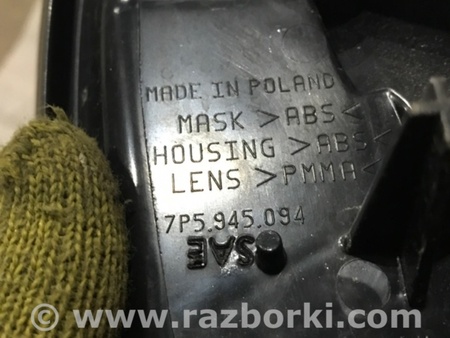 MADE IN POLAND
MASK >ABS<
HOUSING >ABS<
LENS >PMMA<
7P5.945.094
SAE
www.razborki.com